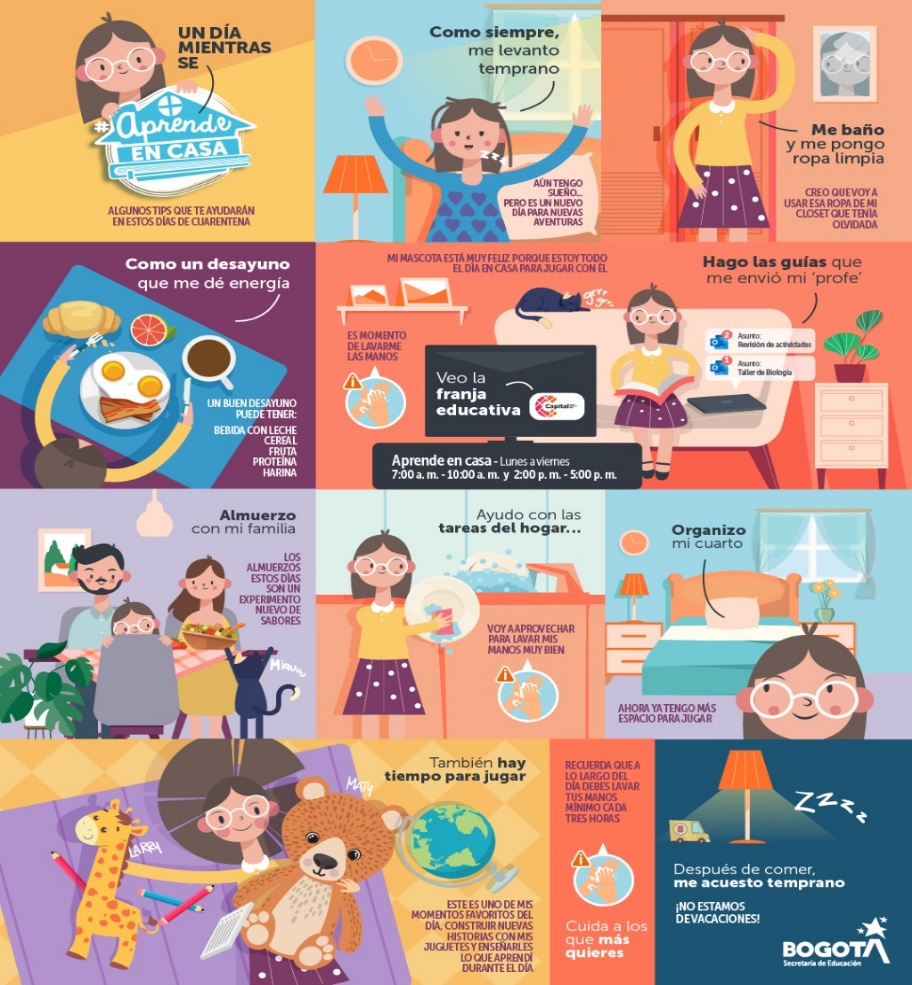 UN DÍA
MIENTRAS
SE
#Aprende
EN CASA
ALGUNOS TIPS QUE TE AYUDARÁN
EN ESTOS DÍAS DE CUARENTENA
Como siempre,
me levanto
temprano
zzz
AÚN TENGO
SUEÑO...
PERO ES UN NUEVO
DÍA PARA NUEVAS
AVENTURAS
Me baño
y me pongo
ropa limpia
CREO QUE VOY A
USAR ESA ROPA DE MI
CLOSET QUE TENÍA
OLVIDADA
Como un desayuno
que me dé energía
UN BUEN DESAYUNO
PUEDE TENER:
BEBIDA CON LECHE
CEREAL
FRUTA
PROTEÍNA
HARINA
MI MASCOTA ESTÁ MUY FELIZ PORQUE ESTOY TODO
EL DÍA EN CASA PARA JUGAR CON ÉL
grrr
grr
ES MOMENTO
DE LAVARME
LAS MANOS
Veo la
franja
educativa
Capital
Aprende en casa - Lunes a viernes
7:00 a. m. - 10:00 a. m. y 2:00 p. m. - 5:00 p. m.
Hago las guías que
me envió mi ‘profe’
2
Asunto:
Revisión de actividades
1
Asunto:
Taller de Biología
Almuerzo
con mi familia
LOS
ALMUERZOS
ESTOS DÍAS
SON UN
EXPERIMENTO
NUEVO DE
SABORES
Miauuu
Ayudo con las
tareas del hogar...
VOY A APROVECHAR
PARA LAVAR MIS
MANOS MUY BIEN
Organizo
mi cuarto
AHORA YA TENGO MÁS
ESPACIO PARA JUGAR
También hay
tiempo para jugar
LARRY
MATY
ESTE ES UNO DE MIS
MOMENTOS FAVORITOS DEL
DÍA, CONSTRUIR NUEVAS
HISTORIAS CON MIS
JUGUETES Y ENSEÑARLES
LO QUE APRENDÍ
DURANTE EL DÍA
RECUERDA QUE A
LO LARGO DEL
DÍA DEBES LAVAR
TUS MANOS
MÍNIMO CADA
TRES HORAS
Cuida a los
que más
quieres
Zzzz
Después de comer,
me acuesto temprano
¡NO ESTAMOS
DE VACACIONES!
BOGOTÁ
Secretaría de Educación